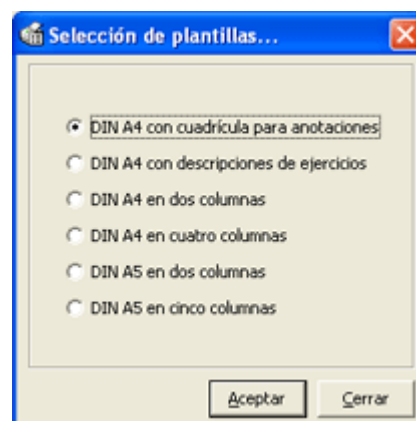 Selección de plantillas...
DIN A4 con cuadrícula para anotaciones
DIN A4 con descripciones de ejercicios
DIN A4 en dos columnas
DIN A4 en cuatro columnas
DIN A5 en dos columnas
DIN A5 en cinco columnas
Aceptar Cerrar